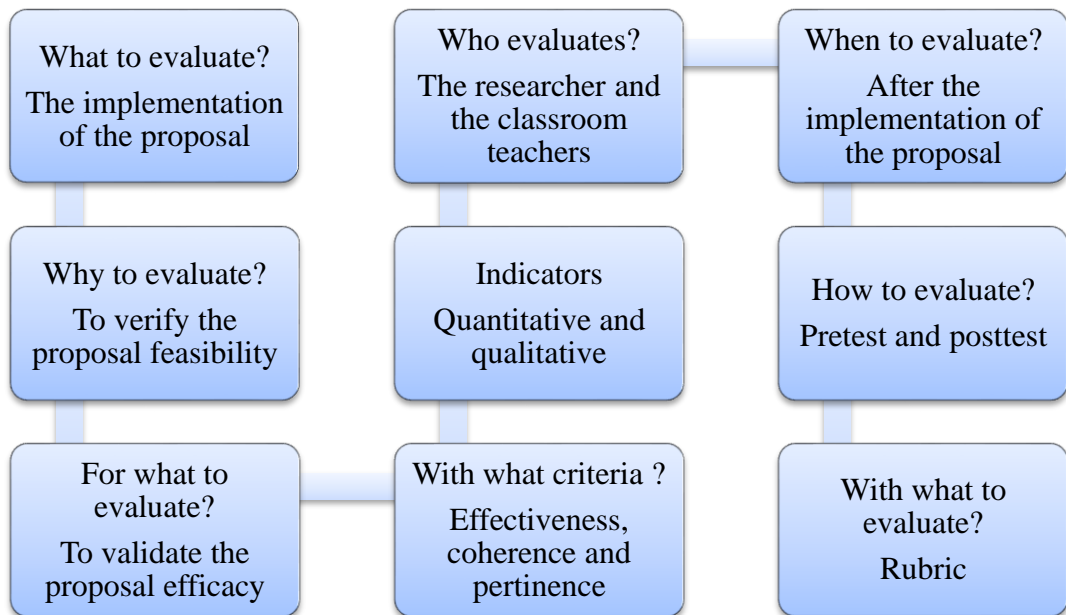 What to evaluate?
The implementation
of the proposal
Why to evaluate?
To verify the
proposal feasibility
For what to
evaluate?
To validate the
proposal efficacy
With what criteria ?
Effectiveness,
coherence and
pertinence
Indicators
Quantitative and
qualitative
Who evaluates?
The researcher and
the classroom
teachers
When to evaluate?
After the
implementation of
the proposal
How to evaluate?
Pretest and posttest
With what to
evaluate?
Rubric